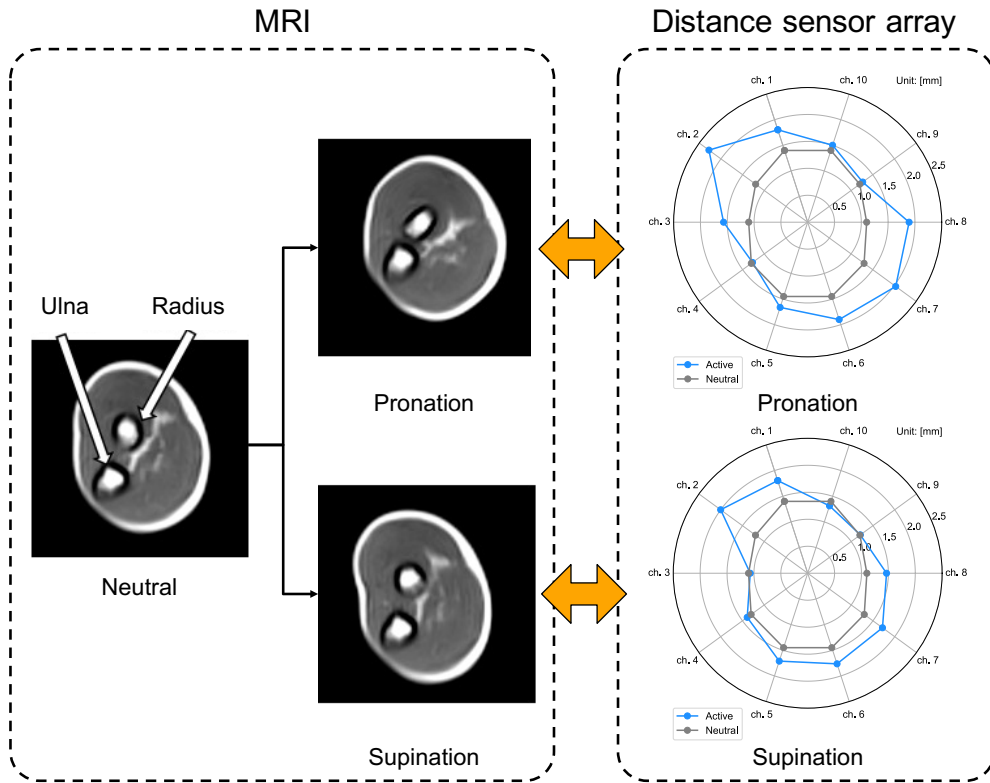 MRI
Distance sensor array
Ulna
Radius
Neutral
Pronation
Supination
ch. 1
ch. 10
Unit: [mm]
ch. 2
ch. 9
2.5
2.0
1.5
1.0
0.5
ch. 3
ch. 8
ch. 4
ch. 7
ch. 5
ch. 6
Active
Neutral
Pronation
ch. 1
ch. 10
Unit: [mm]
ch. 2
ch. 9
2.5
2.0
1.5
1.0
0.5
ch. 3
ch. 8
ch. 4
ch. 7
ch. 5
ch. 6
Active
Neutral
Supination